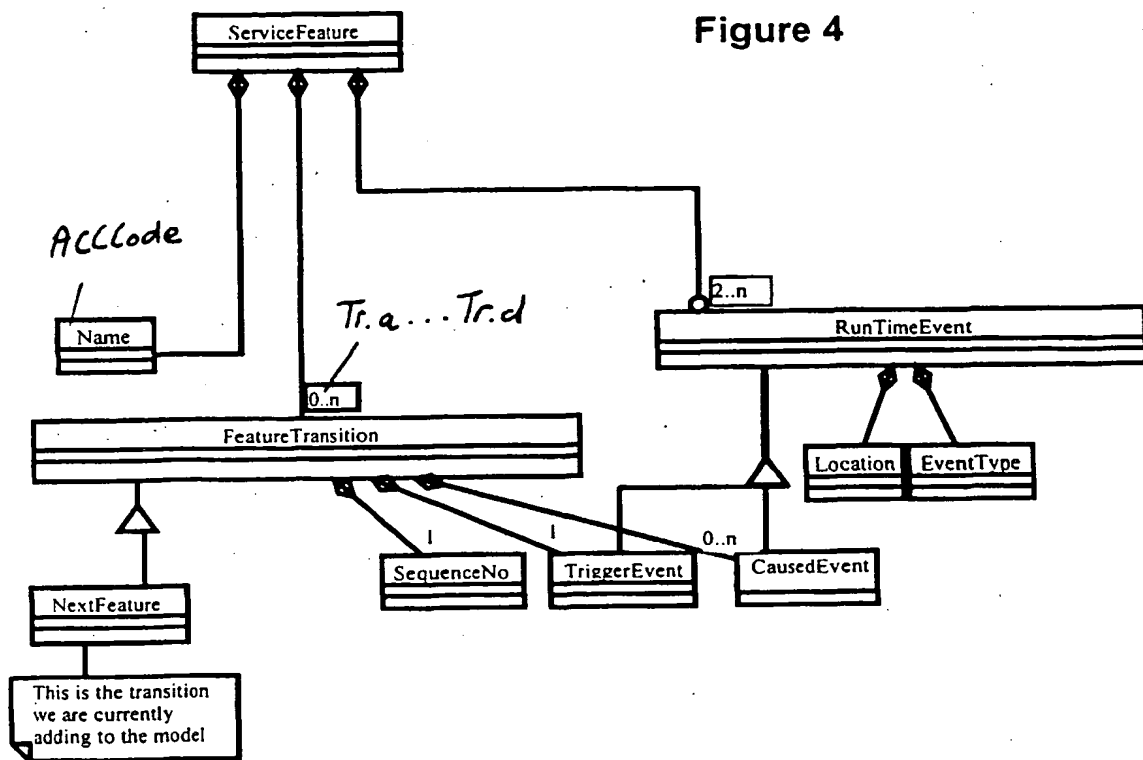 Figure 4
ServiceFeature
ACCCode
Name
Tr.a...Tr.d
0..n
2..n
RunTimeEvent
FeatureTransition
Location
EventType
1
1
0..n
SequenceNo
TriggerEvent
CausedEvent
NextFeature
This is the transition
we are currently
adding to the model